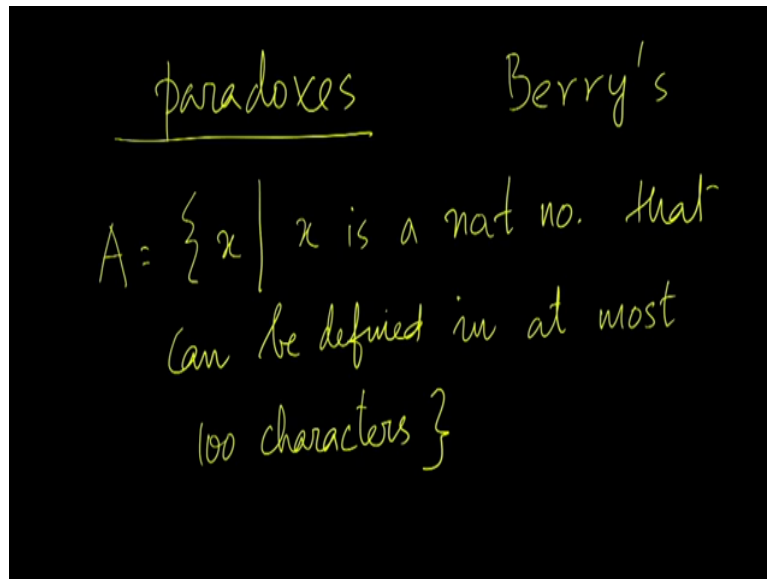 paradoxes Berry's
A = { x | x is a nat no. that
can be defined in at most
100 characters }